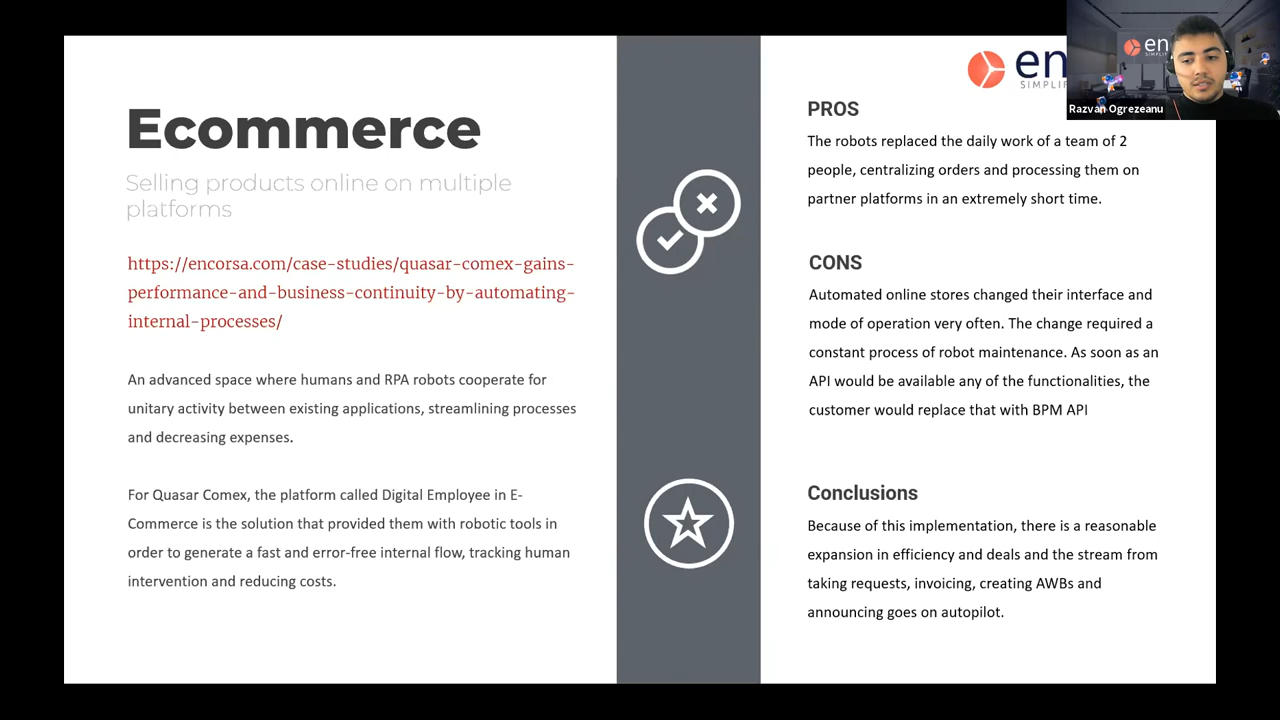 Ecommerce
Selling products online on multiple
platforms
https://encorsa.com/case-studies/quasar-comex-gains-
performance-and-business-continuity-by-automating-
internal-processes/
An advanced space where humans and RPA robots cooperate for
unitary activity between existing applications, streamlining processes
and decreasing expenses.
For Quasar Comex, the platform called Digital Employee in E-
Commerce is the solution that provided them with robotic tools in
order to generate a fast and error-free internal flow, tracking human
intervention and reducing costs.
en
SIMPLIF
en
SIMPLIF
Razvan Ogrezeanu
PROS
The robots replaced the daily work of a team of 2
people, centralizing orders and processing them on
partner platforms in an extremely short time.
CONS
Automated online stores changed their interface and
mode of operation very often. The change required a
constant process of robot maintenance. As soon as an
API would be available any of the functionalities, the
customer would replace that with BPM API
Conclusions
Because of this implementation, there is a reasonable
expansion in efficiency and deals and the stream from
taking requests, invoicing, creating AWBs and
announcing goes on autopilot.